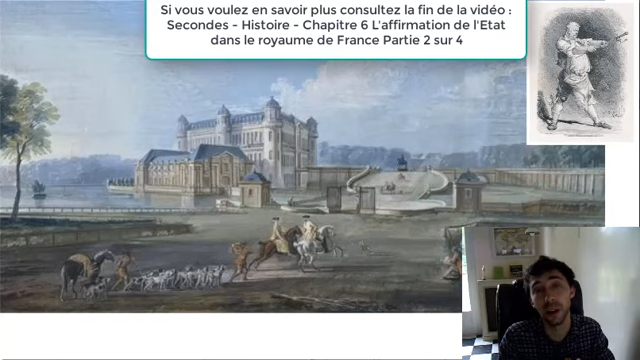 Si vous voulez en savoir plus consultez la fin de la vidéo :
Secondes - Histoire - Chapitre 6 L'affirmation de l'Etat
dans le royaume de France Partie 2 sur 4